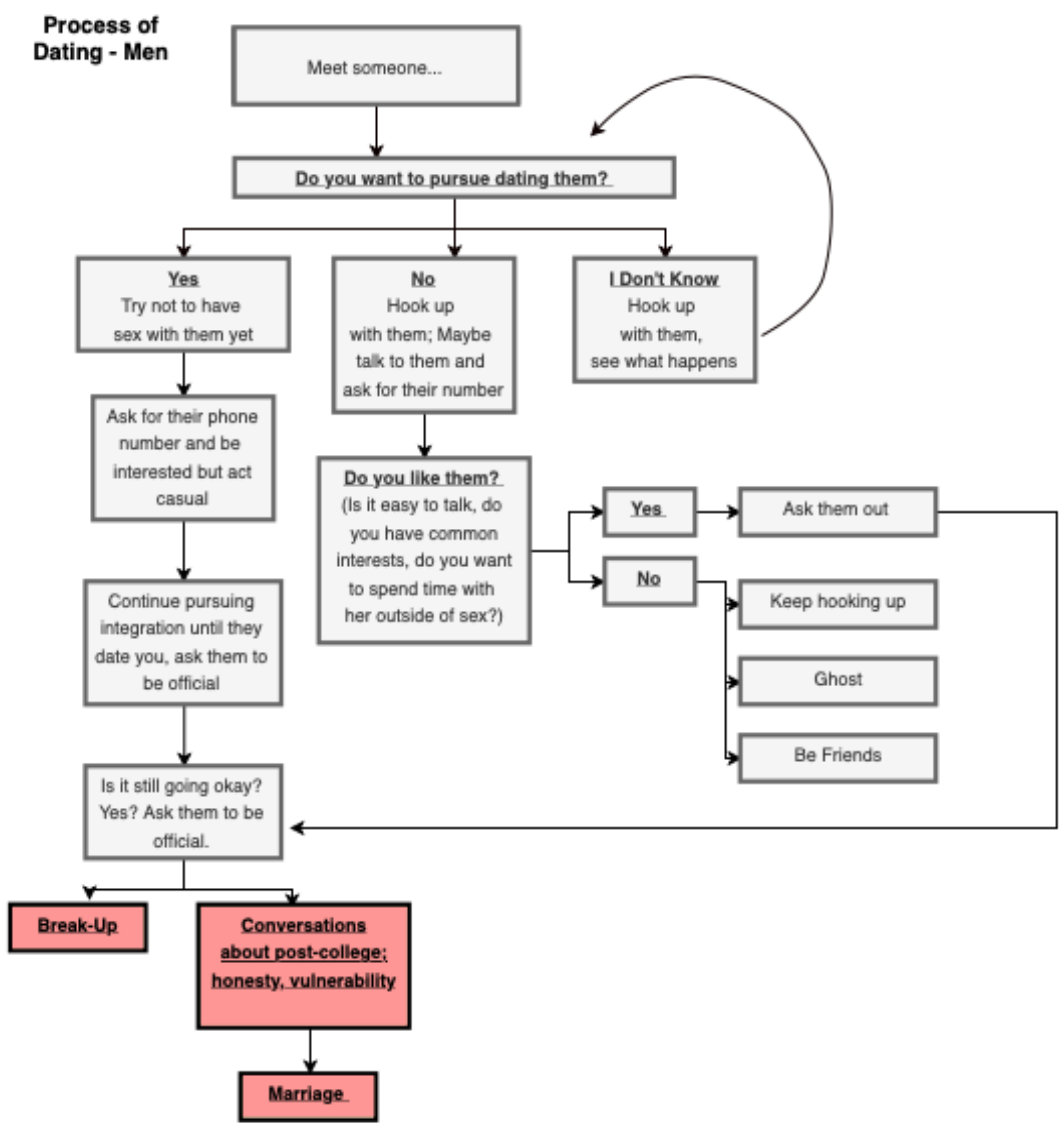 Process of
Dating - Men
Meet someone...
Do you want to pursue dating them?
Yes
Try not to have
sex with them yet
No
Hook up
with them; Maybe
talk to them and
ask for their number
I Don't Know
Hook up
with them,
see what happens
Ask for their phone
number and be
interested but act
casual
Do you like them?
(Is it easy to talk, do
you have common
interests, do you want
to spend time with
her outside of sex?)
Yes
Ask them out
No
Keep hooking up
Ghost
Be Friends
Continue pursuing
integration until they
date you, ask them to
be official
Is it still going okay?
Yes? Ask them to be
official.
Break-Up
Conversations
about post-college;
honesty, vulnerability
Marriage